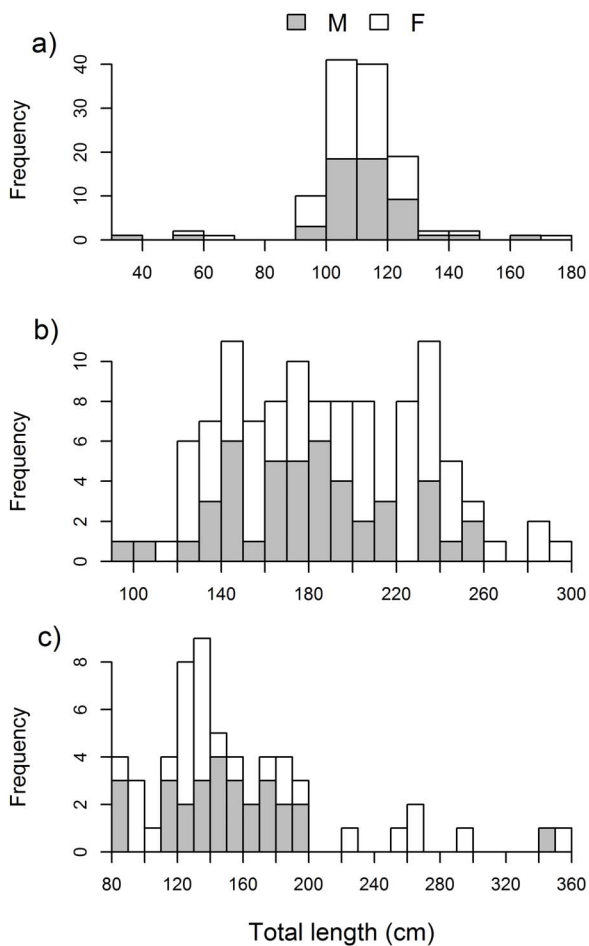 M F
a)
Frequency
0 10 20 30 40
40 60 80 100 120 140 160 180
b)
Frequency
0 2 4 6 8 10
100 140 180 220 260 300
c)
Frequency
0 2 4 6 8
80 120 160 200 240 280 320 360
Total length (cm)